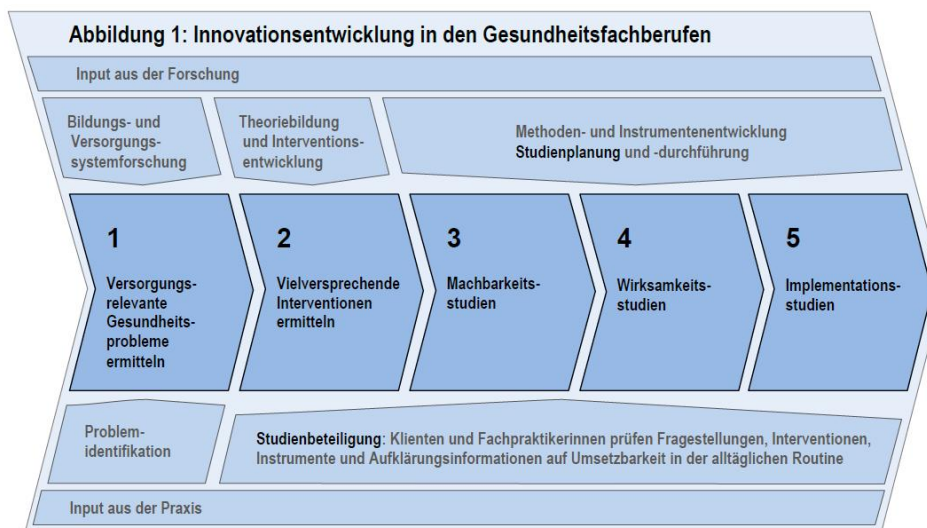 Abbildung 1: Innovationsentwicklung in den Gesundheitsfachberufen
Input aus der Forschung
Bildungs- und
Versorgungs-
systemforschung
Theoriebildung
und Interventions-
entwicklung
Methoden- und Instrumentenentwicklung
Studienplanung und -durchführung
1
Versorgungs-
relevante
Gesundheits-
probleme
ermitteln
2
Vielversprechende
Interventionen
ermitteln
3
Machbarkeits-
studien
4
Wirksamkeits-
studien
5
Implementations-
studien
Problem-
identifikation
Studienbeteiligung: Klienten und Fachpraktikerinnen prüfen Fragestellungen, Interventionen,
Instrumente und Aufklärungsinformationen auf Umsetzbarkeit in der alltäglichen Routine
Input aus der Praxis